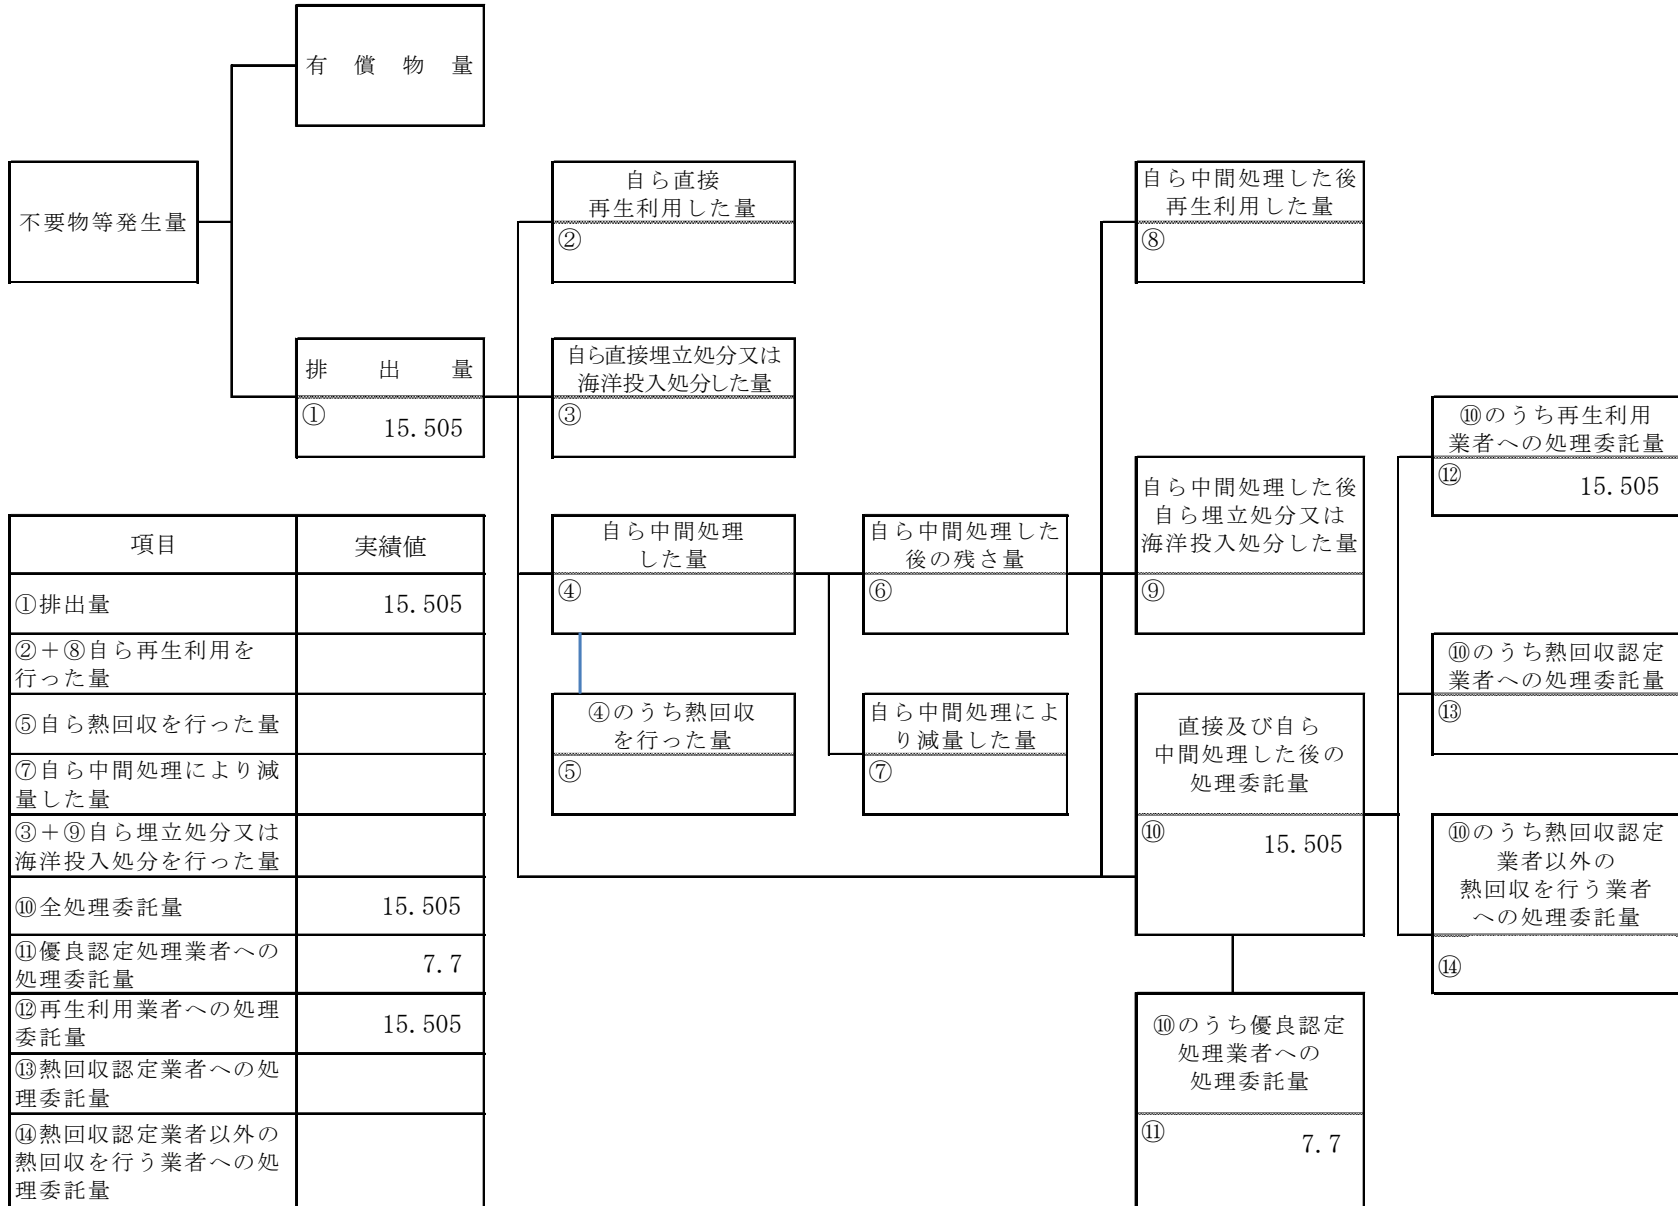 有償物量
不要物等発生量
排出量
①
15.505
自ら直接
再生利用した量
②
自ら直接埋立処分又は
海洋投入処分した量
③
自ら中間処理
した量
④
④のうち熱回収
を行った量
⑤
自ら中間処理した
後の残さ量
⑥
自ら中間処理によ
り減量した量
⑦
自ら中間処理した後
再生利用した量
⑧
自ら中間処理した後
自ら埋立処分又は
海洋投入処分した量
⑨
直接及び自ら
中間処理した後の
処理委託量
⑩
15.505
⑩のうち優良認定
処理業者への
処理委託量
⑪
7.7
⑩のうち再生利用
業者への処理委託量
⑫
15.505
⑩のうち熱回収認定
業者への処理委託量
⑬
⑩のうち熱回収認定
業者以外の
熱回収を行う業者
への処理委託量
⑭
項目 実績値
①排出量 15.505
②＋⑧自ら再生利用を
行った量
⑤自ら熱回収を行った量
⑦自ら中間処理により減
量した量
③＋⑨自ら埋立処分又は
海洋投入処分を行った量
⑩全処理委託量 15.505
⑪優良認定処理業者への
処理委託量 7.7
⑫再生利用業者への処理
委託量 15.505
⑬熱回収認定業者への処
理委託量
⑭熱回収認定業者以外の
熱回収を行う業者への処
理委託量